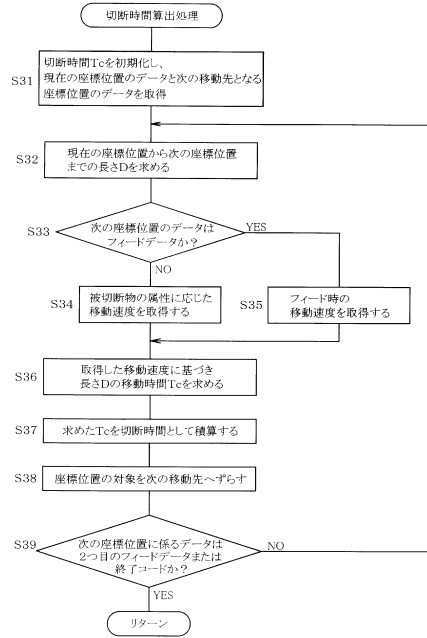 切断時間算出処理
S31
切断時間Tcを初期化し、
現在の座標位置のデータと次の移動先となる
座標位置のデータを取得
S32
現在の座標位置から次の座標位置
までの長さDを求める
S33
次の座標位置のデータは
フィードデータか？
YES
NO
S34
被切断物の属性に応じた
移動速度を取得する
S35
フィード時の
移動速度を取得する
S36
取得した移動速度に基づき
長さDの移動時間Tcを求める
S37
求めたTcを切断時間として積算する
S38
座標位置の対象を次の移動先へずらす
S39
次の座標位置に係るデータは
2つ目のフィードデータまたは
終了コードか？
NO
YES
リターン